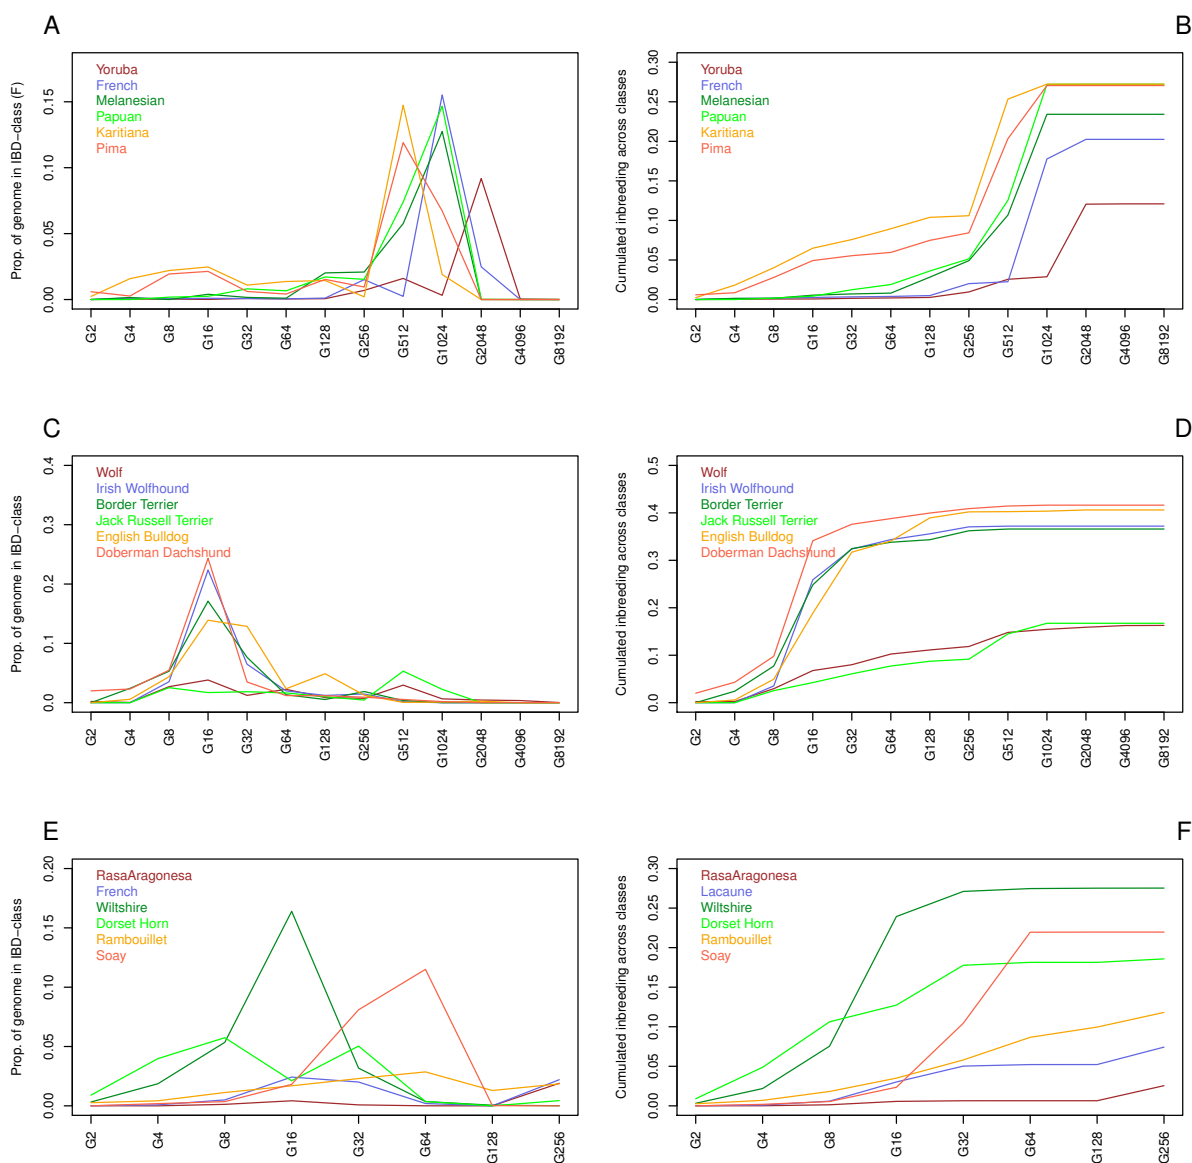 A
Prop. of genome in IBD−class (F)
0.00
0.05
0.10
0.15
Yoruba
French
Melanesian
Papuan
Karitiana
Pima
G2
G4
G8
G16
G32
G64
G128
G256
G512
G1024
G2048
G4096
G8192
B
Cumulated inbreeding across classes
0.00
0.05
0.10
0.15
0.20
0.25
0.30
Yoruba
French
Melanesian
Papuan
Karitiana
Pima
G2
G4
G8
G16
G32
G64
G128
G256
G512
G1024
G2048
G4096
G8192
C
Prop. of genome in IBD−class
0.0
0.1
0.2
0.3
0.4
Wolf
Irish Wolfhound
Border Terrier
Jack Russell Terrier
English Bulldog
Doberman Dachshund
G2
G4
G8
G16
G32
G64
G128
G256
G512
G1024
G2048
G4096
G8192
D
Cumulated inbreeding across classes
0.0
0.1
0.2
0.3
0.4
0.5
Wolf
Irish Wolfhound
Border Terrier
Jack Russell Terrier
English Bulldog
Doberman Dachshund
G2
G4
G8
G16
G32
G64
G128
G256
G512
G1024
G2048
G4096
G8192
E
Prop. of genome in IBD−class
0.00
0.05
0.10
0.15
0.20
RasaAragonesa
French
Wiltshire
Dorset Horn
Rambouillet
Soay
G2
G4
G8
G16
G32
G64
G128
G256
F
Cumulated inbreeding across classes
0.00
0.05
0.10
0.15
0.20
0.25
0.30
RasaAragonesa
Lacaune
Wiltshire
Dorset Horn
Rambouillet
Soay
G2
G4
G8
G16
G32
G64
G128
G256